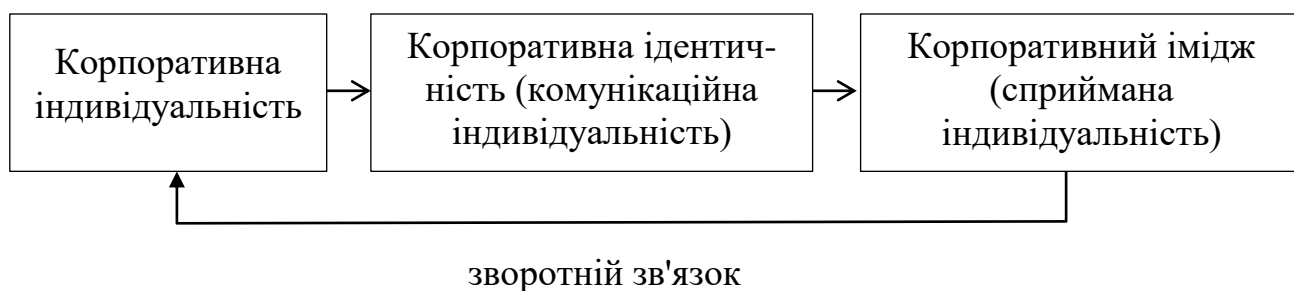 Корпоративна
індивідуальність
Корпоративна ідентич-
ність (комунікаційна
індивідуальність)
Корпоративний імідж
(сприймана
індивідуальність)
зворотній зв'язок